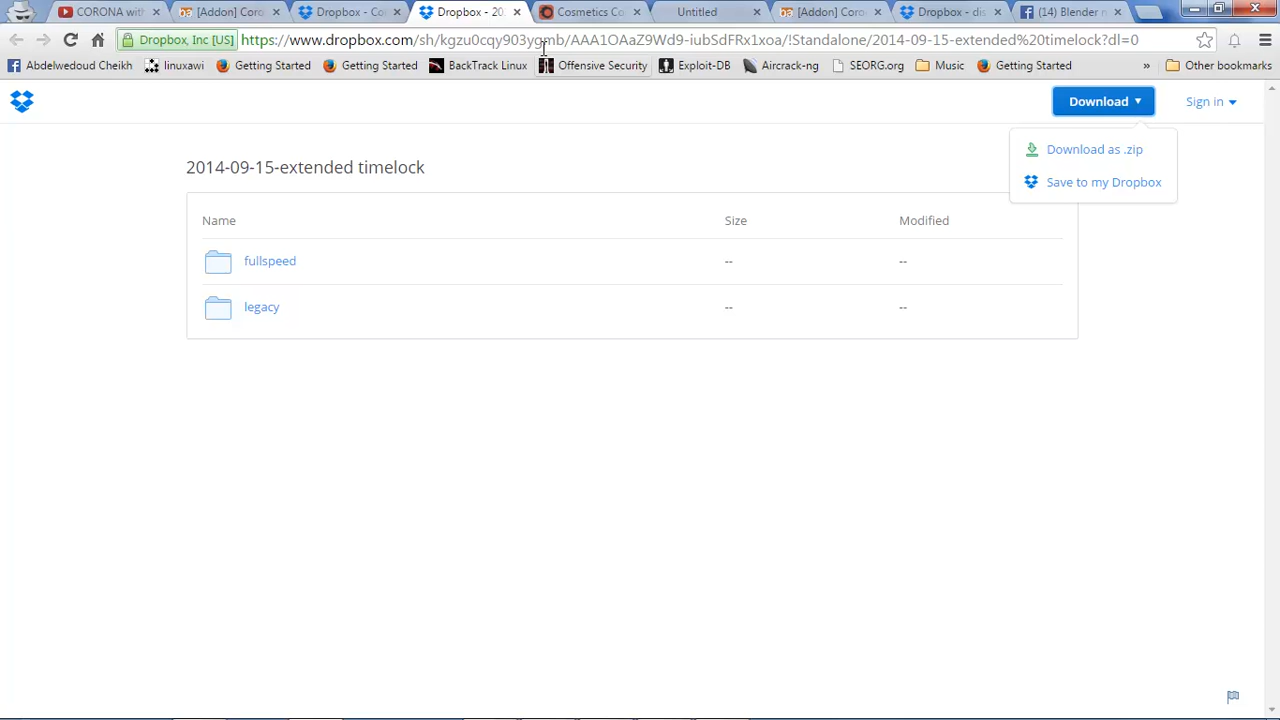 CORONA with
[Addon] Coro
Dropbox - Co
Dropbox - 20
Cosmetics Co
Untitled
[Addon] Coro
Dropbox - dis
(14) Blender n
Dropbox, Inc [US]
https://www.dropbox.com/sh/kgzu0cqy903ygmb/AAA1OAaZ9Wd9-iubSdFRx1xoa/!Standalone/2014-09-15-extended%20timelock?dl=0
Abdelwedoud Cheikh
linuxawi
Getting Started
Getting Started
BackTrack Linux
Offensive Security
Exploit-DB
Aircrack-ng
SEORG.org
Music
Getting Started
»
Other bookmarks
Download
Sign in
Download as .zip
Save to my Dropbox
2014-09-15-extended timelock
Name Size Modified
fullspeed -- --
legacy -- --